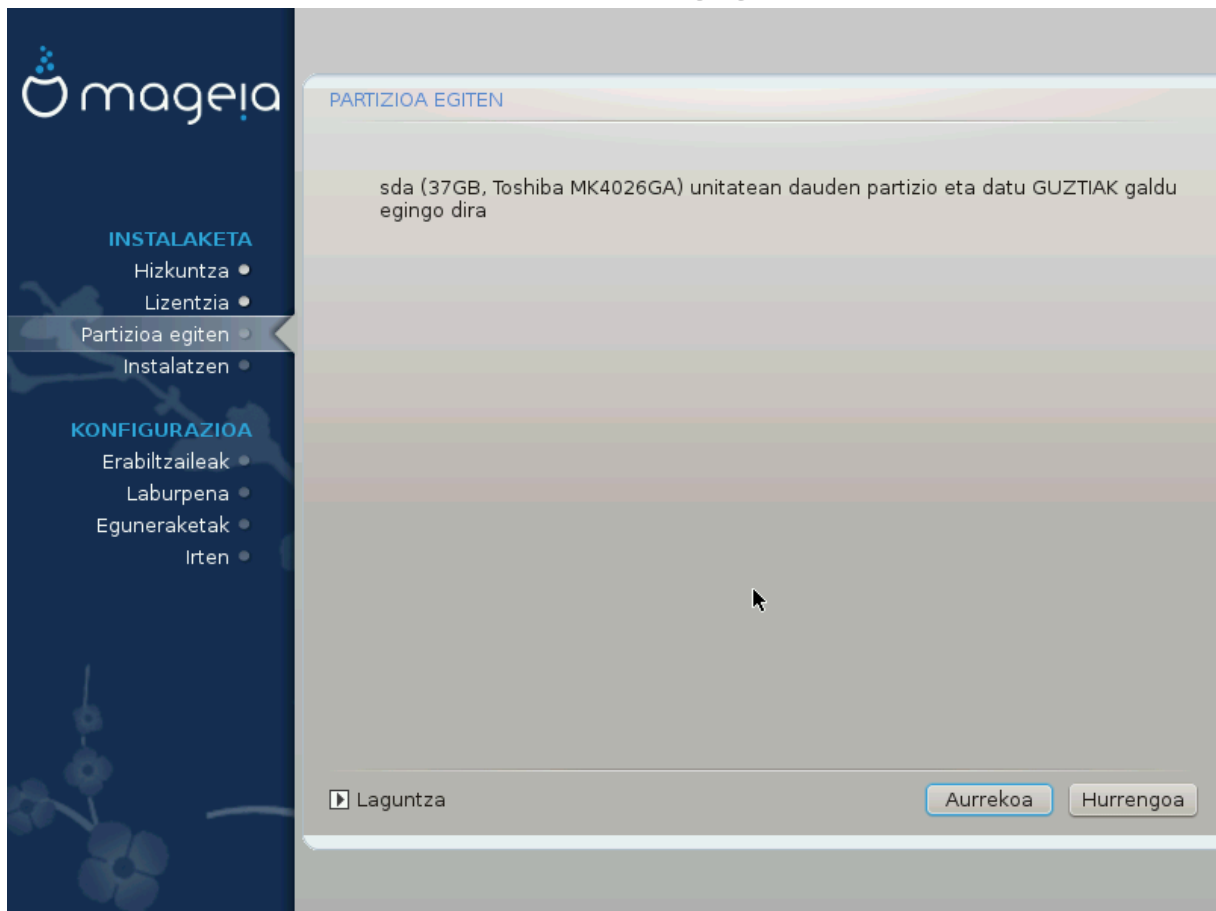 mageia
INSTALAKETA
Hizkuntza
Lizentzia
Partizioa egiten
Instalatzen
KONFIGURAZIOA
Erabiltzaileak
Laburpena
Eguneraketak
Irten
PARTIZIOA EGITEN
sda (37GB, Toshiba MK4026GA) unitatean dauden partizio eta datu GUZTIAK galdu
egingo dira
Laguntza
Aurrekoa
Hurrengoa